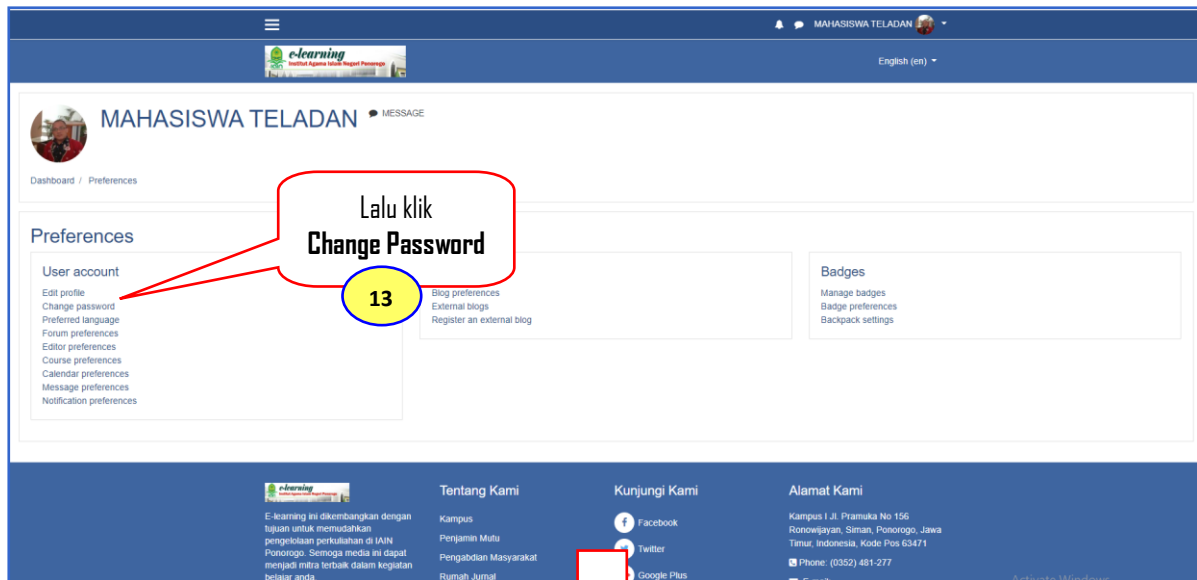 MAHASISWA TELADAN
e-learning
Institut Agama Islam Negeri Ponorogo
English (en)
MAHASISWA TELADAN
MESSAGE
Dashboard / Preferences
Lalu klik
Change Password
13
Preferences
User account
Edit profile
Change password
Preferred language
Forum preferences
Editor preferences
Course preferences
Calendar preferences
Message preferences
Notification preferences
Blog preferences
External blogs
Register an external blog
Badges
Manage badges
Badge preferences
Backpack settings
e-learning
E-learning ini dikembangkan dengan
tujuan untuk memudahkan
pengelolaan perkuliahan di IAIN
Ponorogo. Semoga media ini dapat
menjadi mitra terbaik dalam kegiatan
belajar anda
Tentang Kami
Kampus
Penjamin Mutu
Pengabdian Masyarakat
Rumah Jurnal
Kunjungi Kami
Facebook
Twitter
Google Plus
Alamat Kami
Kampus I Jl. Pramuka No 156
Ronowijayan, Siman, Ponorogo, Jawa
Timur, Indonesia, Kode Pos 63471
Phone: (0352) 481-277
Activate Windows